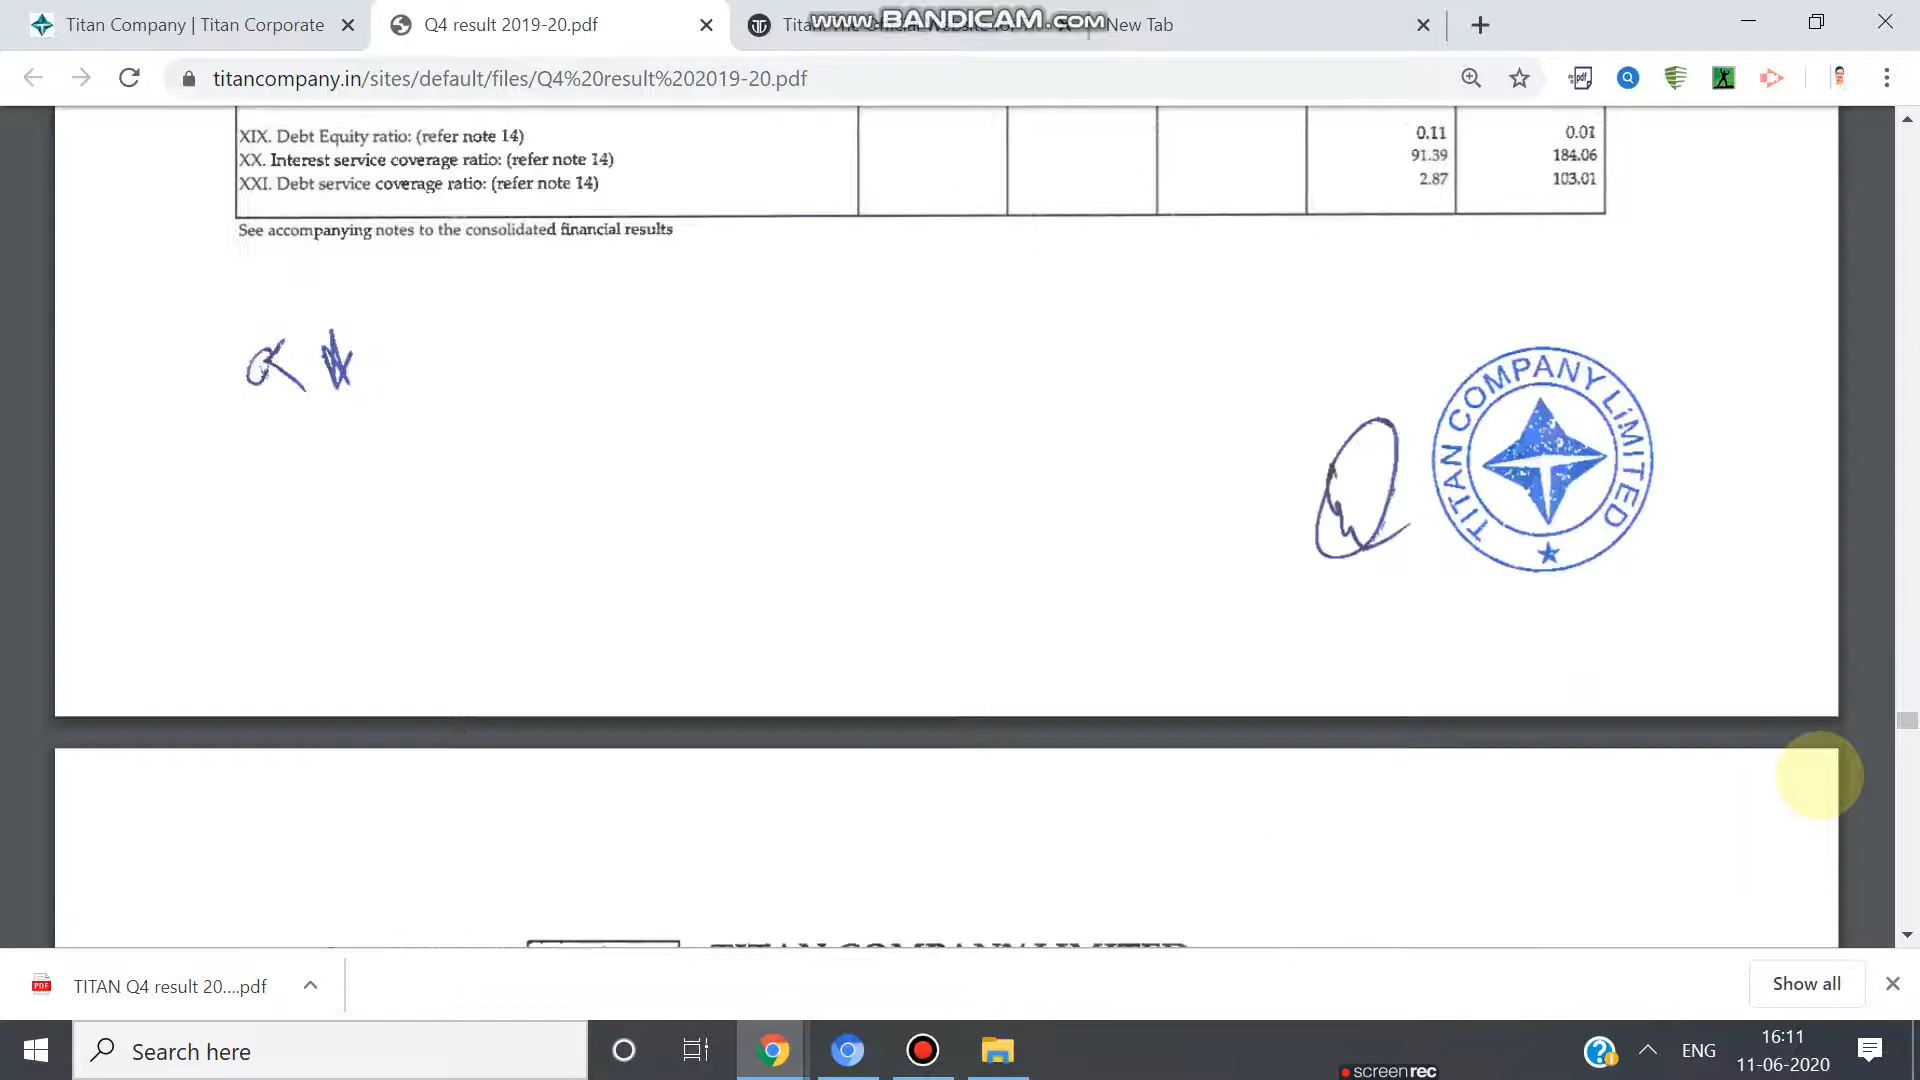 Titan Company | Titan Corporate
Q4 result 2019-20.pdf
www.BANDICAM.com
New Tab
titancompany.in/sites/default/files/Q4%20result%202019-20.pdf
XIX. Debt Equity ratio: (refer note 14) 0.11 0.01
XX. Interest service coverage ratio: (refer note 14) 91.39 184.06
XXI. Debt service coverage ratio: (refer note 14) 2.87 103.01
See accompanying notes to the consolidated financial results
TITAN COMPANY LiMITED
TITAN COMPANY LIMITED
TITAN Q4 result 20....pdf
Show all
Search here
ENG
16:11
11-06-2020
screenrec